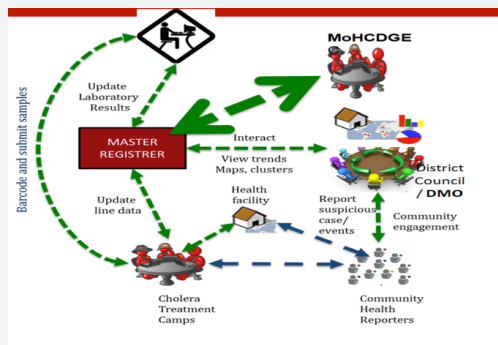 MoHCDGE
Update
Laboratory
Results
Barcode and submit samples
MASTER
REGISTRER
Interact
View trends
Maps, clusters
District
Council
/ DMO
Update
line data
Health
facility
Report
suspicious
case/
events
Community
engagement
Cholera
Treatment
Camps
Community
Health
Reporters